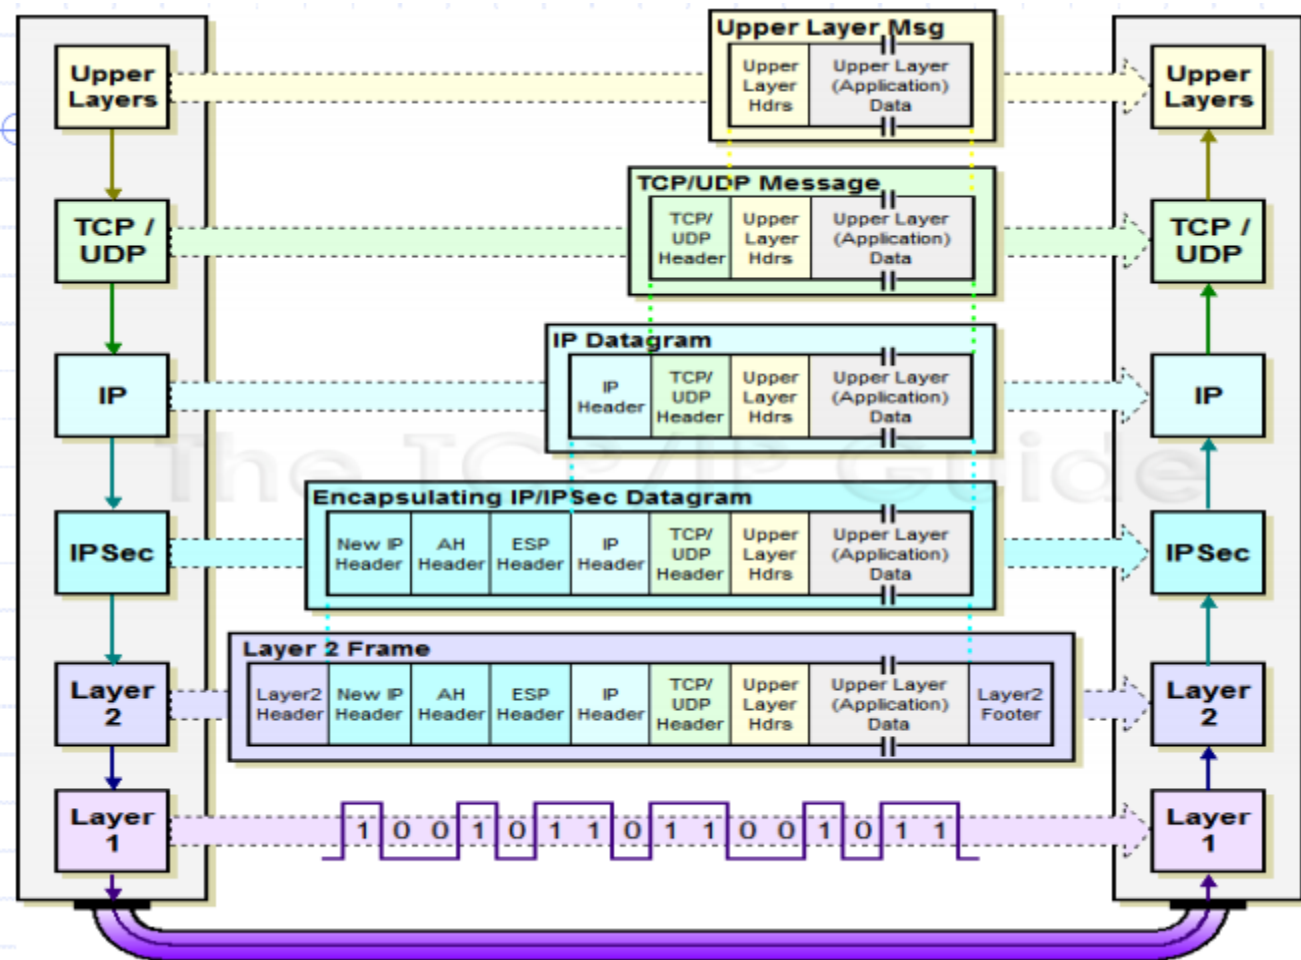 Upper Layer Msg
Upper
Layers
Upper
Layer
Hdrs
Upper Layer
(Application)
Data
Upper
Layers
TCP/UDP Message
TCP /
UDP
TCP/
UDP
Header
Upper
Layer
Hdrs
Upper Layer
(Application)
Data
TCP /
UDP
IP Datagram
IP
IP
Header
TCP/
UDP
Header
Upper
Layer
Hdrs
Upper Layer
(Application)
Data
IP
The TCP/IP Guide
Encapsulating IP/IPSec Datagram
IPSec
New IP
Header
AH
Header
ESP
Header
IP
Header
TCP/
UDP
Header
Upper
Layer
Hdrs
Upper Layer
(Application)
Data
IPSec
Layer 2 Frame
Layer
2
Layer2
Header
New IP
Header
AH
Header
ESP
Header
IP
Header
TCP/
UDP
Header
Upper
Layer
Hdrs
Upper Layer
(Application)
Data
Layer2
Footer
Layer
2
Layer
1
1 0 0 1 0 1 1 0 1 1 0 0 1 0 1 1
Layer
1